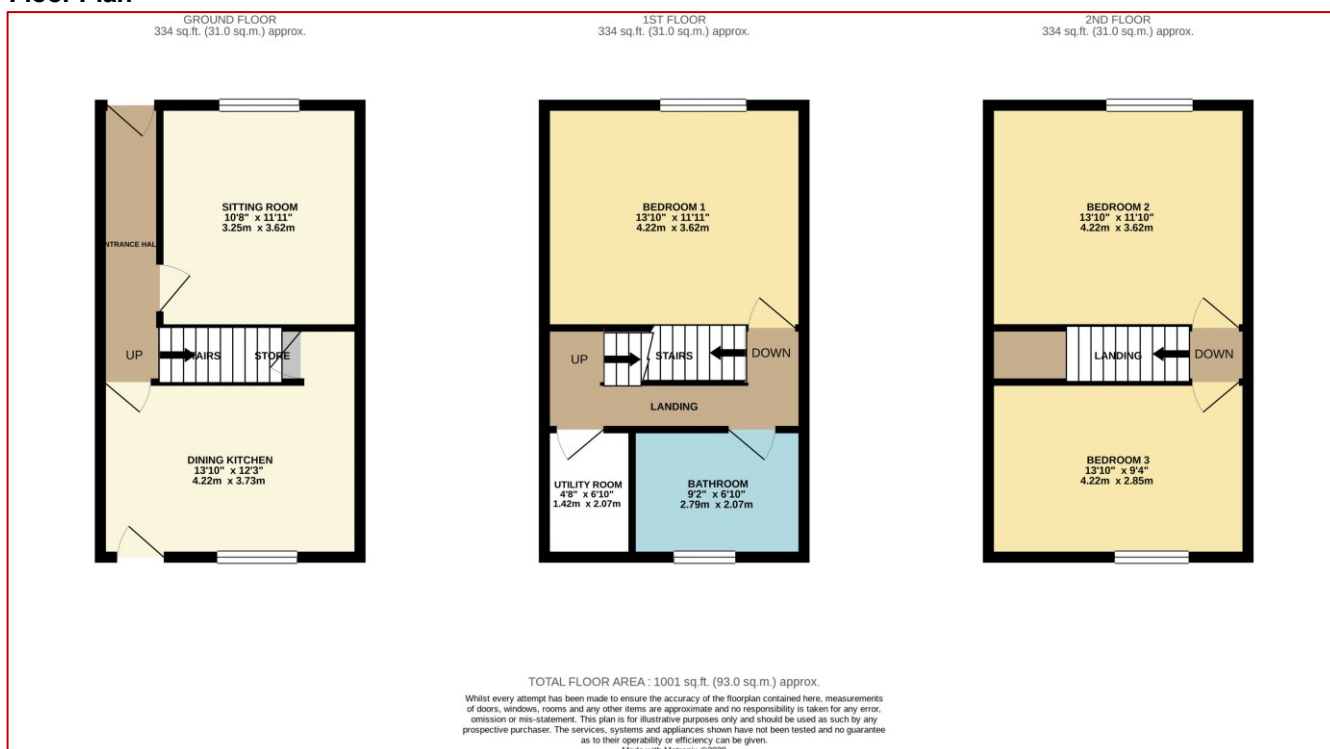 Floor Plan
GROUND FLOOR
334 sq.ft. (31.0 sq.m.) approx.
SITTING ROOM
10'8" x 11'11"
3.25m x 3.62m
NTRANCE HAL
UP
TAIRS
STORE
DINING KITCHEN
13'10" x 12'3"
4.22m x 3.73m
1ST FLOOR
334 sq.ft. (31.0 sq.m.) approx.
BEDROOM 1
13'10" x 11'11"
4.22m x 3.62m
UP
STAIRS
DOWN
LANDING
UTILITY ROOM
4'8" x 6'10"
1.42m x 2.07m
BATHROOM
9'2" x 6'10"
2.79m x 2.07m
2ND FLOOR
334 sq.ft. (31.0 sq.m.) approx.
BEDROOM 2
13'10" x 11'10"
4.22m x 3.62m
LANDING
DOWN
BEDROOM 3
13'10" x 9'4"
4.22m x 2.85m
TOTAL FLOOR AREA : 1001 sq.ft. (93.0 sq.m.) approx.
Whilst every attempt has been made to ensure the accuracy of the floorplan contained here, measurements
of doors, windows, rooms and any other items are approximate and no responsibility is taken for any error,
omission or mis-statement. This plan is for illustrative purposes only and should be used as such by any
prospective purchaser. The services, systems and appliances shown have not been tested and no guarantee
as to their operability or efficiency can be given.